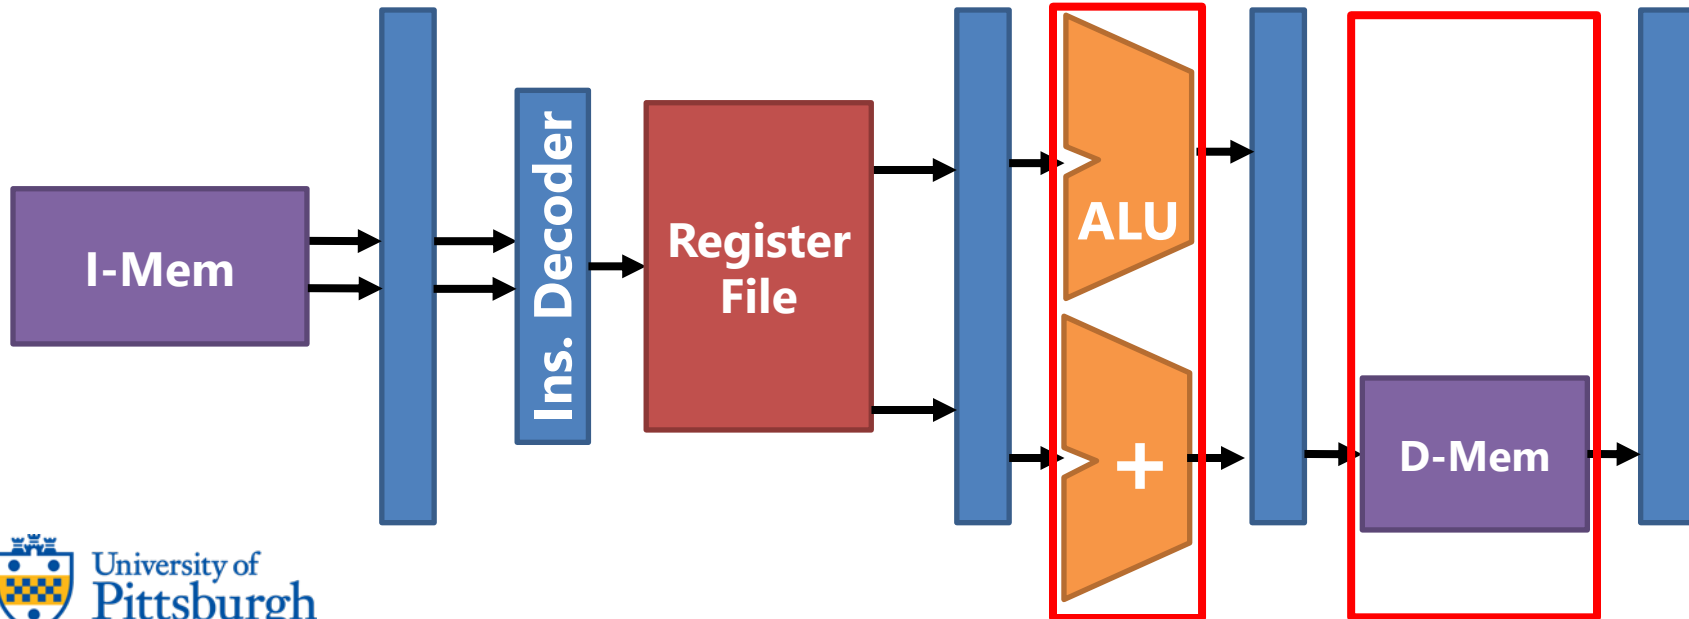 I-Mem
Ins. Decoder
Register
File
ALU
+
D-Mem
University of
Pittsburgh